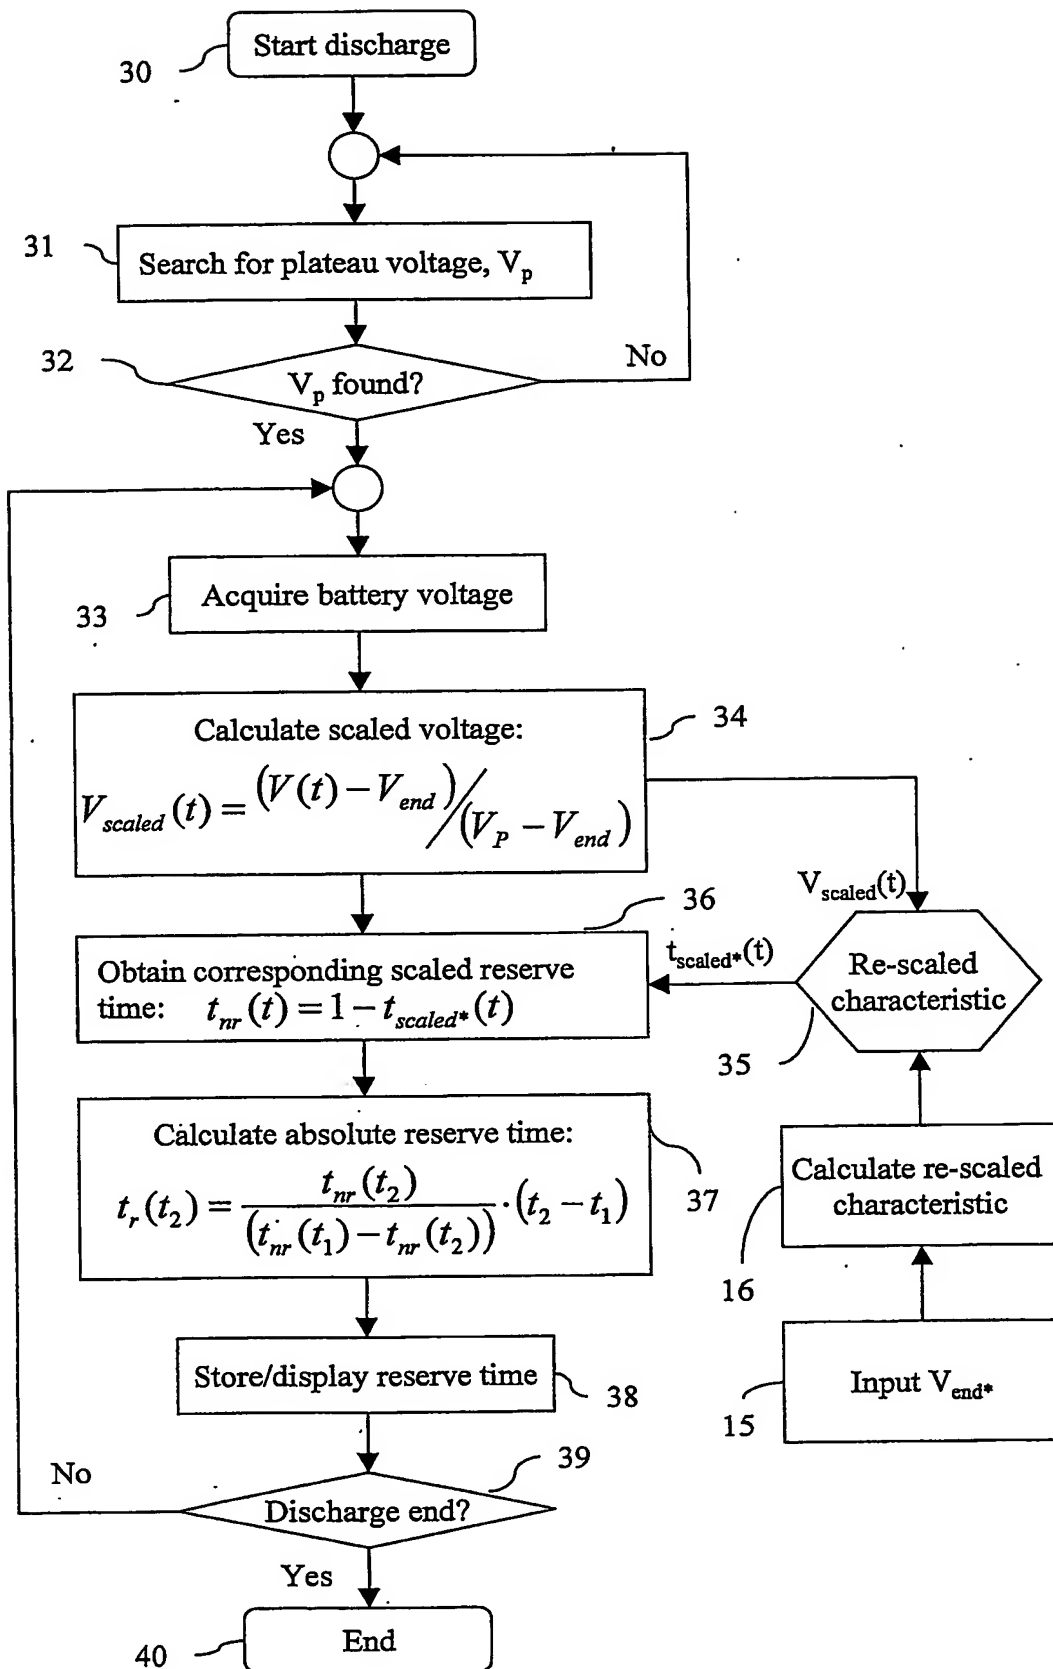 Start discharge
30
31
Search for plateau voltage, V_p
32
V_p found?
No
Yes
33
Acquire battery voltage
34
Calculate scaled voltage:
V_scaled(t) = (V(t) − V_end)/(V_P − V_end)
V_scaled(t)
36
t_scaled*(t)
Obtain corresponding scaled reserve
time: t_nr(t) = 1 − t_scaled*(t)
Re-scaled
characteristic
35
Calculate absolute reserve time:
t_r(t_2) = t_nr(t_2)/(t_nr(t_1) − t_nr(t_2)) · (t_2 − t_1)
37
Calculate re-scaled
characteristic
16
Store/display reserve time
38
Input V_end*
15
No
39
Discharge end?
Yes
End
40